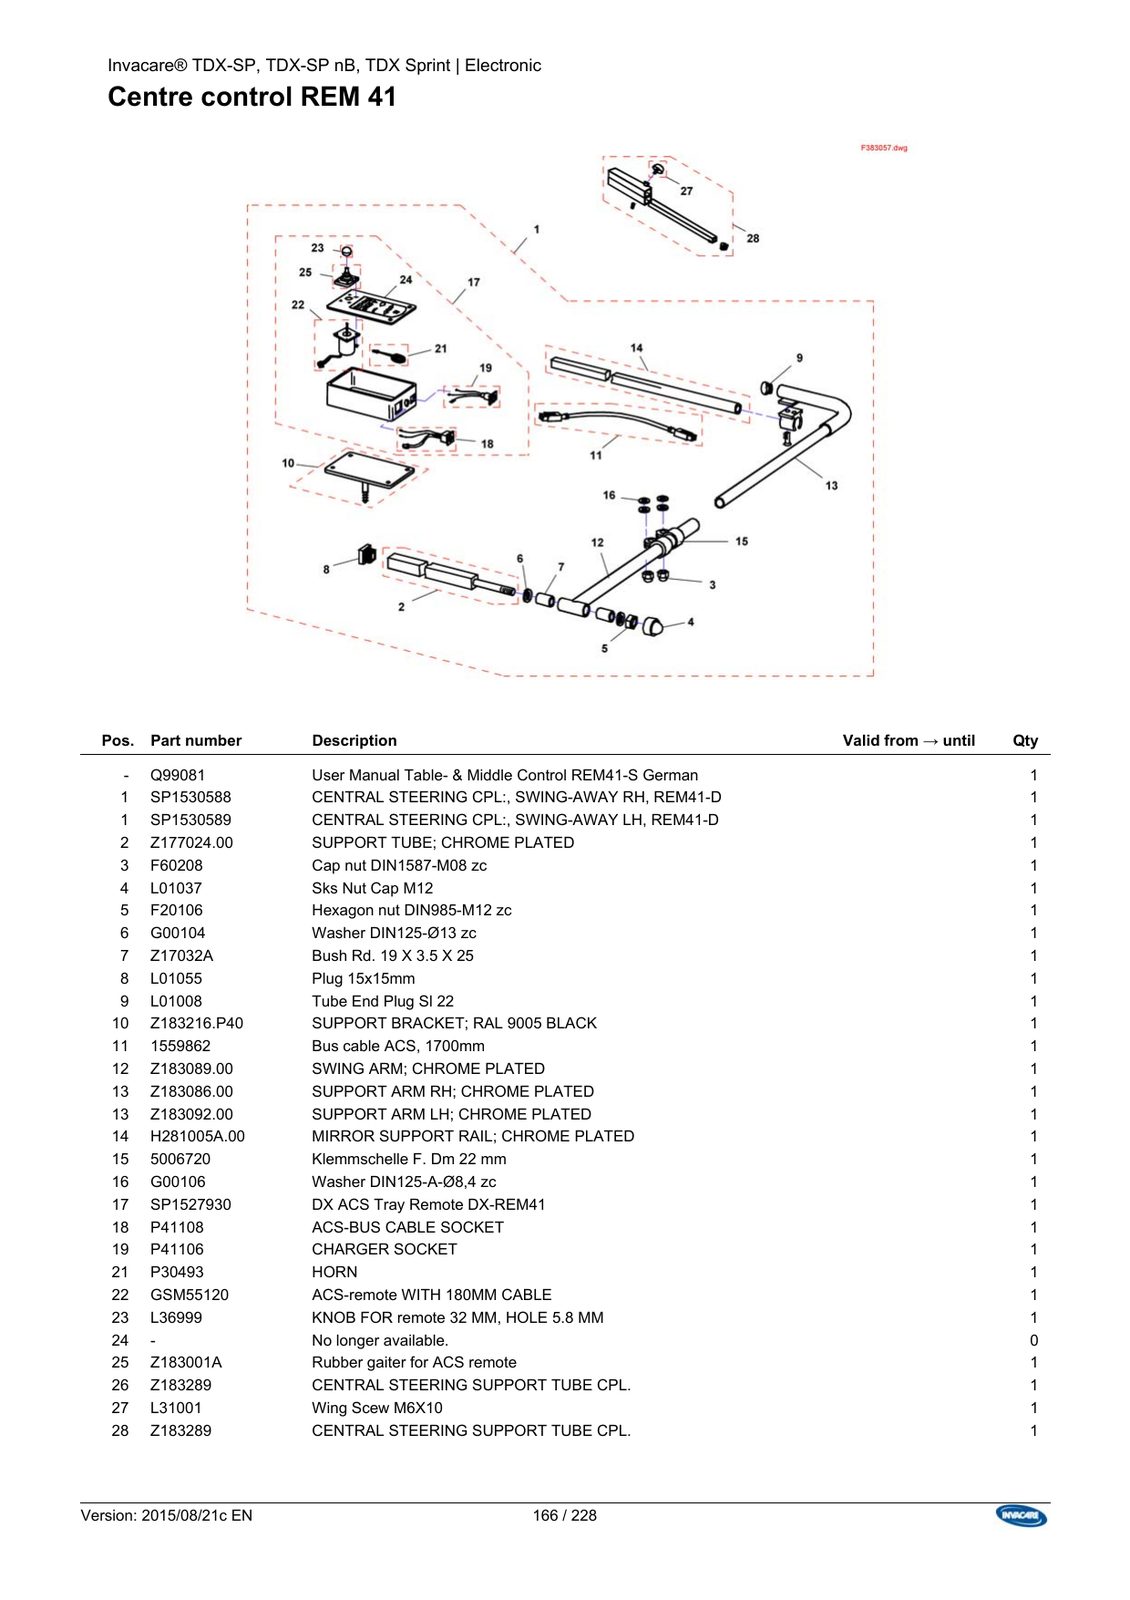 Invacare® TDX-SP, TDX-SP nB, TDX Sprint | Electronic
Centre control REM 41
F383057.dwg
27
28
1
23
25
24
17
22
21
19
18
10
14
9
11
13
16
12
15
3
8
6
7
2
4
5
Pos. Part number Description Valid from → until Qty
- Q99081 User Manual Table- & Middle Control REM41-S German 1
1 SP1530588 CENTRAL STEERING CPL:, SWING-AWAY RH, REM41-D 1
1 SP1530589 CENTRAL STEERING CPL:, SWING-AWAY LH, REM41-D 1
2 Z177024.00 SUPPORT TUBE; CHROME PLATED 1
3 F60208 Cap nut DIN1587-M08 zc 1
4 L01037 Sks Nut Cap M12 1
5 F20106 Hexagon nut DIN985-M12 zc 1
6 G00104 Washer DIN125-Ø13 zc 1
7 Z17032A Bush Rd. 19 X 3.5 X 25 1
8 L01055 Plug 15x15mm 1
9 L01008 Tube End Plug Sl 22 1
10 Z183216.P40 SUPPORT BRACKET; RAL 9005 BLACK 1
11 1559862 Bus cable ACS, 1700mm 1
12 Z183089.00 SWING ARM; CHROME PLATED 1
13 Z183086.00 SUPPORT ARM RH; CHROME PLATED 1
13 Z183092.00 SUPPORT ARM LH; CHROME PLATED 1
14 H281005A.00 MIRROR SUPPORT RAIL; CHROME PLATED 1
15 5006720 Klemmschelle F. Dm 22 mm 1
16 G00106 Washer DIN125-A-Ø8,4 zc 1
17 SP1527930 DX ACS Tray Remote DX-REM41 1
18 P41108 ACS-BUS CABLE SOCKET 1
19 P41106 CHARGER SOCKET 1
21 P30493 HORN 1
22 GSM55120 ACS-remote WITH 180MM CABLE 1
23 L36999 KNOB FOR remote 32 MM, HOLE 5.8 MM 1
24 - No longer available. 0
25 Z183001A Rubber gaiter for ACS remote 1
26 Z183289 CENTRAL STEERING SUPPORT TUBE CPL. 1
27 L31001 Wing Scew M6X10 1
28 Z183289 CENTRAL STEERING SUPPORT TUBE CPL. 1
Version: 2015/08/21c EN 166 / 228 INVACARE